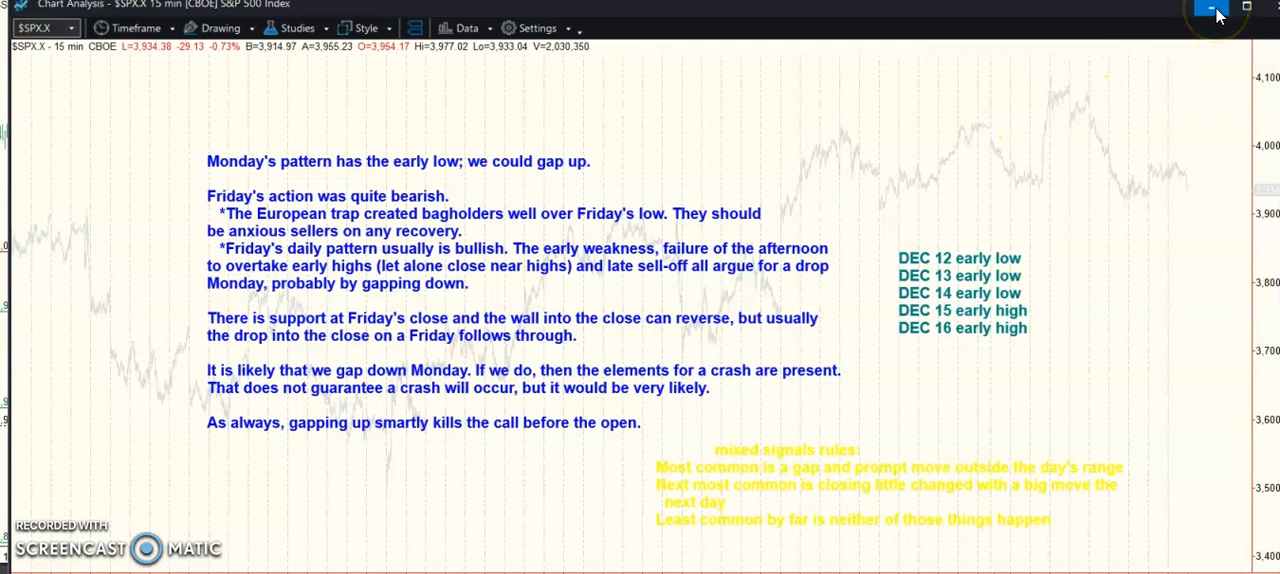 Chart Analysis - $SPX.X 15 min [CBOE] S&P 500 Index
$SPX.X Timeframe Drawing Studies Style Data Settings
$SPX.X - 15 min CBOE L=3,934.38 -29.13 -0.73% B=3,914.97 A=3,955.23 O=3,954.17 Hi=3,977.02 Lo=3,933.04 V=2,030,350
4,100
4,000
3,900
3,800
3,700
3,600
3,500
3,400
Monday's pattern has the early low; we could gap up.
Friday's action was quite bearish.
*The European trap created bagholders well over Friday's low. They should
be anxious sellers on any recovery.
*Friday's daily pattern usually is bullish. The early weakness, failure of the afternoon
to overtake early highs (let alone close near highs) and late sell-off all argue for a drop
Monday, probably by gapping down.
There is support at Friday's close and the wall into the close can reverse, but usually
the drop into the close on a Friday follows through.
It is likely that we gap down Monday. If we do, then the elements for a crash are present.
That does not guarantee a crash will occur, but it would be very likely.
As always, gapping up smartly kills the call before the open.
DEC 12 early low
DEC 13 early low
DEC 14 early low
DEC 15 early high
DEC 16 early high
mixed signals rules:
Most common is a gap and prompt move outside the day's range
Next most common is closing little changed with a big move the
next day
Least common by far is neither of those things happen
RECORDED WITH
SCREENCAST MATIC